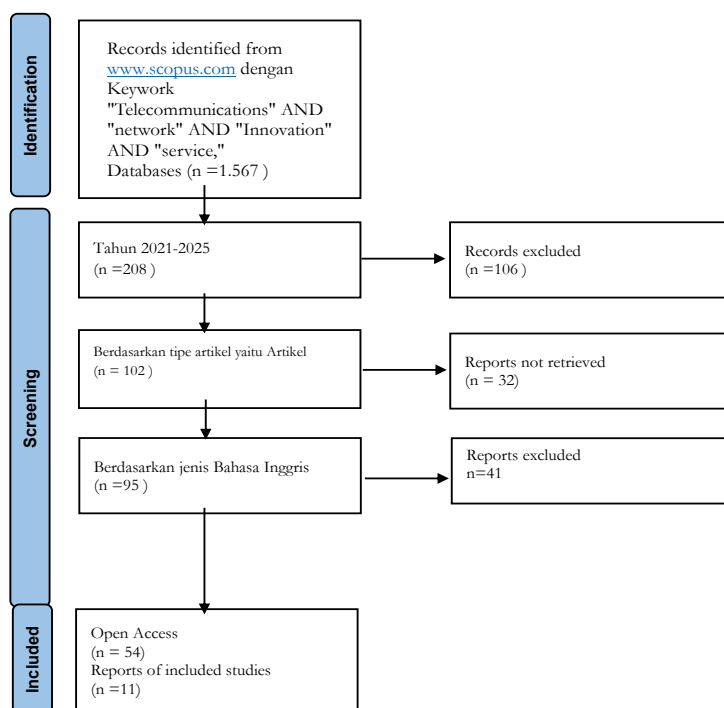 Identification
Records identified from
www.scopus.com dengan
Keywork
"Telecommunications" AND
"network" AND "Innovation"
AND "service,"
Databases (n =1.567 )
Screening
Tahun 2021-2025
(n =208 )
Records excluded
(n =106 )
Berdasarkan tipe artikel yaitu Artikel
(n = 102 )
Reports not retrieved
(n = 32)
Berdasarkan jenis Bahasa Inggris
(n =95 )
Reports excluded
n=41
Included
Open Access
(n = 54)
Reports of included studies
(n =11)